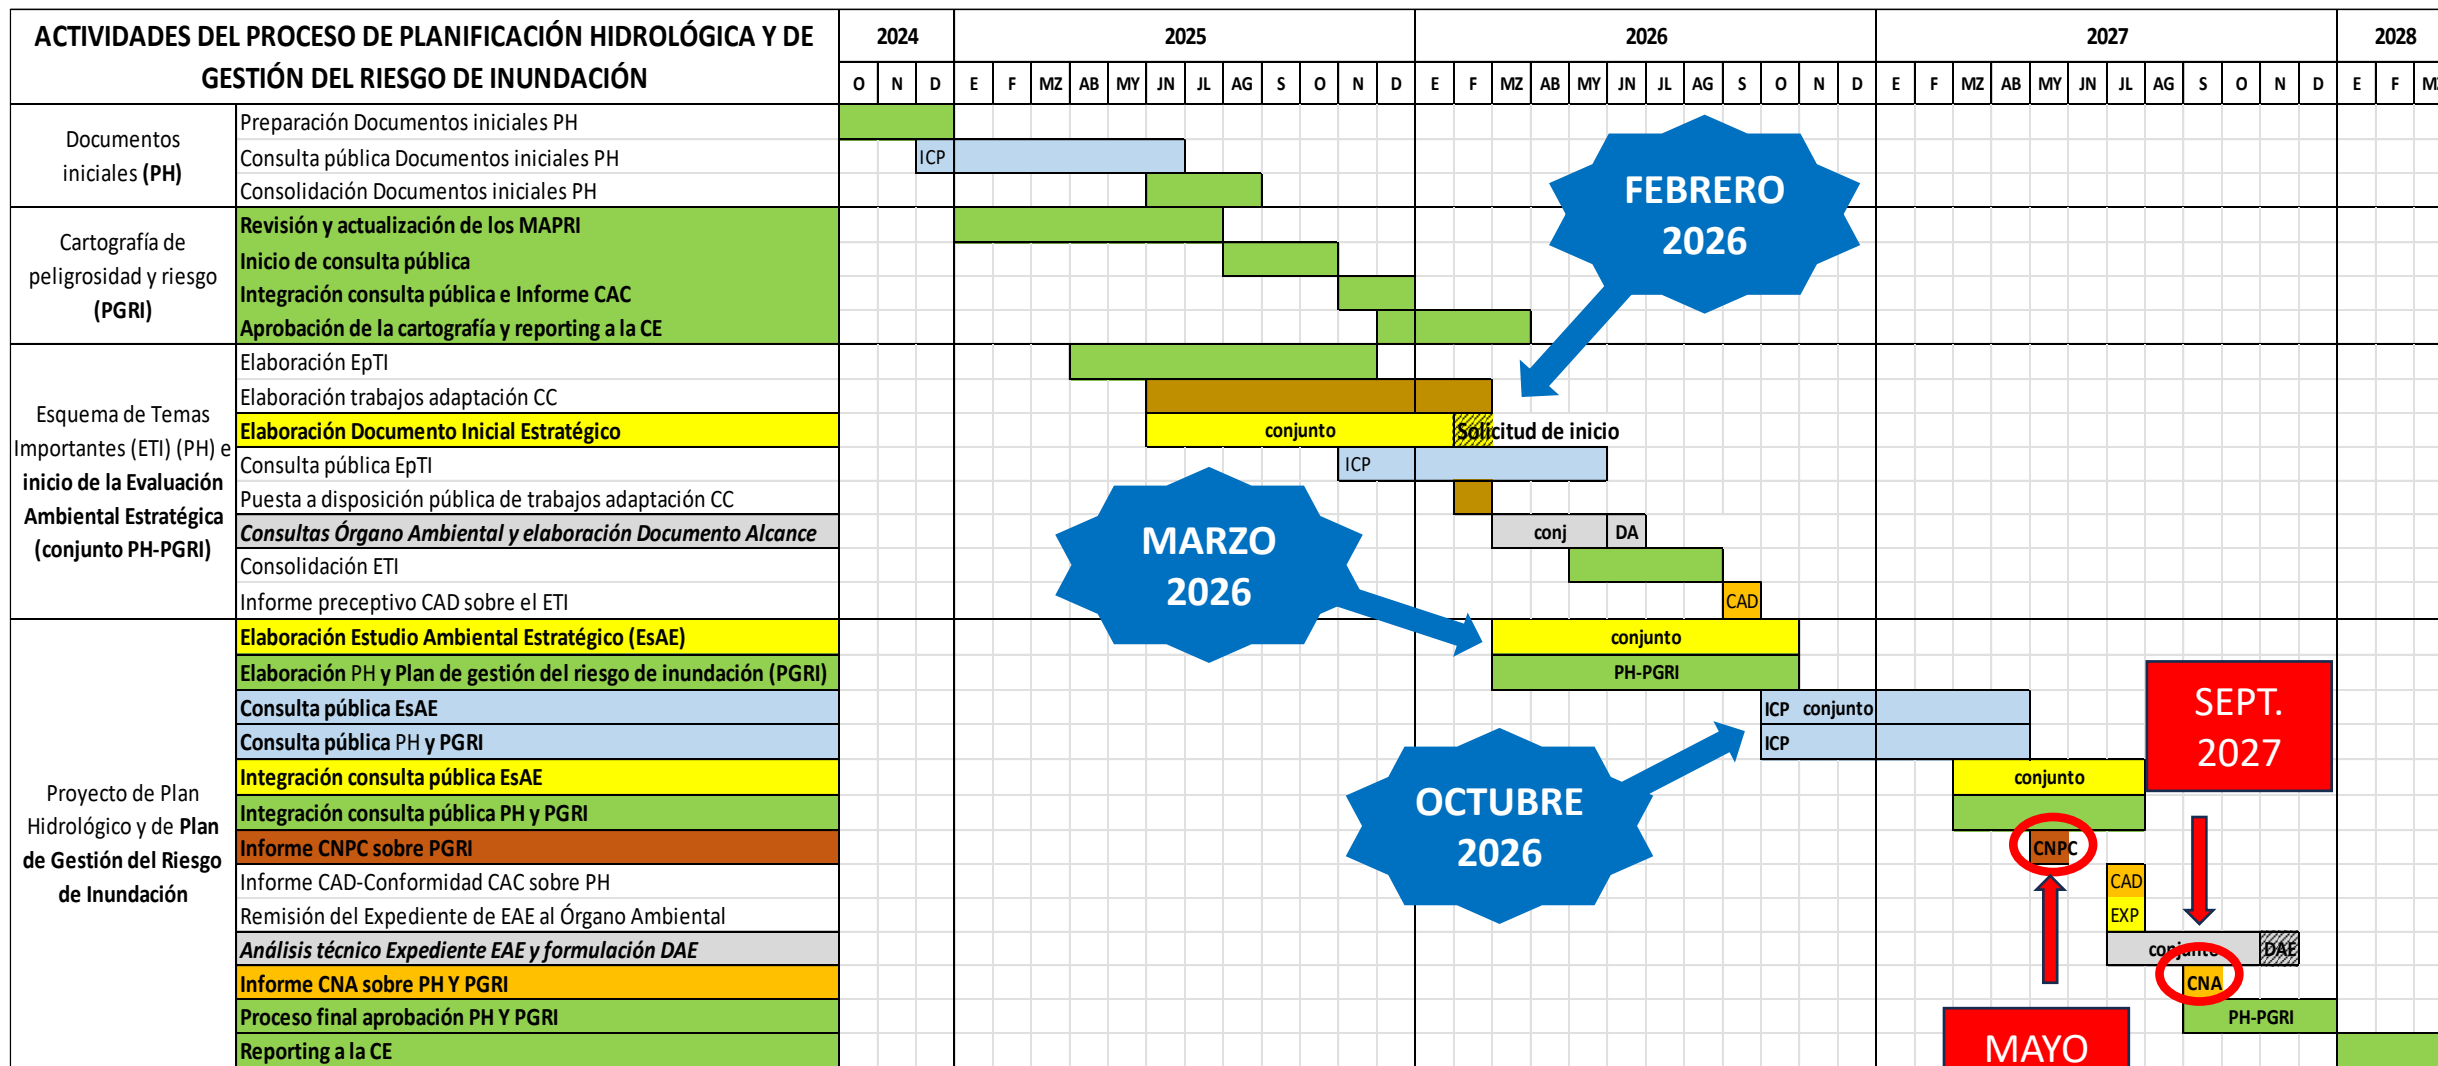 ACTIVIDADES DEL PROCESO DE PLANIFICACIÓN HIDROLÓGICA Y DE
GESTIÓN DEL RIESGO DE INUNDACIÓN
2024 2025 2026 2027 2028
O N D E F MZ AB MY JN JL AG S O N D E F MZ AB MY JN JL AG S O N D E F MZ AB MY JN JL AG S O N D E F
Documentos
iniciales (PH)
Preparación Documentos iniciales PH
Consulta pública Documentos iniciales PH
ICP
Consolidación Documentos iniciales PH
FEBRERO
2026
Cartografía de
peligrosidad y riesgo
(PGRI)
Revisión y actualización de los MAPRI
Inicio de consulta pública
Integración consulta pública e Informe CAC
Aprobación de la cartografía y reporting a la CE
Esquema de Temas
Importantes (ETI) (PH) e
inicio de la Evaluación
Ambiental Estratégica
(conjunto PH-PGRI)
Elaboración EpTI
Elaboración trabajos adaptación CC
Elaboración Documento Inicial Estratégico
conjunto
Solicitud de inicio
Consulta pública EpTI
ICP
Puesta a disposición pública de trabajos adaptación CC
Consultas Órgano Ambiental y elaboración Documento Alcance
conj
DA
MARZO
2026
Consolidación ETI
Informe preceptivo CAD sobre el ETI
CAD
Proyecto de Plan
Hidrológico y de Plan
de Gestión del Riesgo
de Inundación
Elaboración Estudio Ambiental Estratégico (EsAE)
conjunto
Elaboración PH y Plan de gestión del riesgo de inundación (PGRI)
PH-PGRI
Consulta pública EsAE
ICP conjunto
Consulta pública PH y PGRI
ICP
SEPT.
2027
Integración consulta pública EsAE
conjunto
Integración consulta pública PH y PGRI
OCTUBRE
2026
Informe CNPC sobre PGRI
CNPC
Informe CAD-Conformidad CAC sobre PH
CAD
Remisión del Expediente de EAE al Órgano Ambiental
EXP
Análisis técnico Expediente EAE y formulación DAE
conjunto
DAE
Informe CNA sobre PH Y PGRI
CNA
Proceso final aprobación PH Y PGRI
PH-PGRI
Reporting a la CE
MAYO